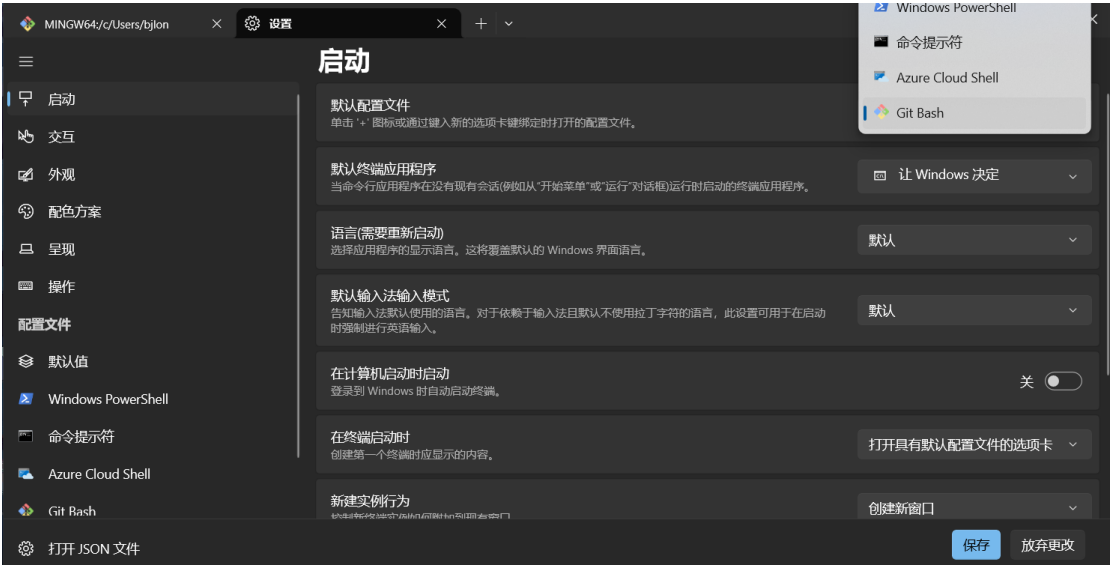 MINGW64:/c/Users/bjlon
设置
启动
交互
外观
配色方案
呈现
操作
配置文件
默认值
Windows PowerShell
命令提示符
Azure Cloud Shell
Git Bash
打开 JSON 文件
启动
默认配置文件
单击 '+' 图标或通过键入新的选项卡键绑定时打开的配置文件。
Windows PowerShell
命令提示符
Azure Cloud Shell
Git Bash
默认终端应用程序
当命令行应用程序在没有现有会话(例如从"开始菜单"或"运行"对话框)运行时启动的终端应用程序。
让 Windows 决定
语言(需要重新启动)
选择应用程序的显示语言。这将覆盖默认的 Windows 界面语言。
默认
默认输入法输入模式
告知输入法默认使用的语言。对于依赖于输入法且默认不使用拉丁字符的语言，此设置可用于在启动
时强制进行英语输入。
默认
在计算机启动时启动
登录到 Windows 时自动启动终端。
关
在终端启动时
创建第一个终端时应显示的内容。
打开具有默认配置文件的选项卡
新建实例行为
控制新终端实例如何附加到现有窗口
创建新窗口
保存
放弃更改